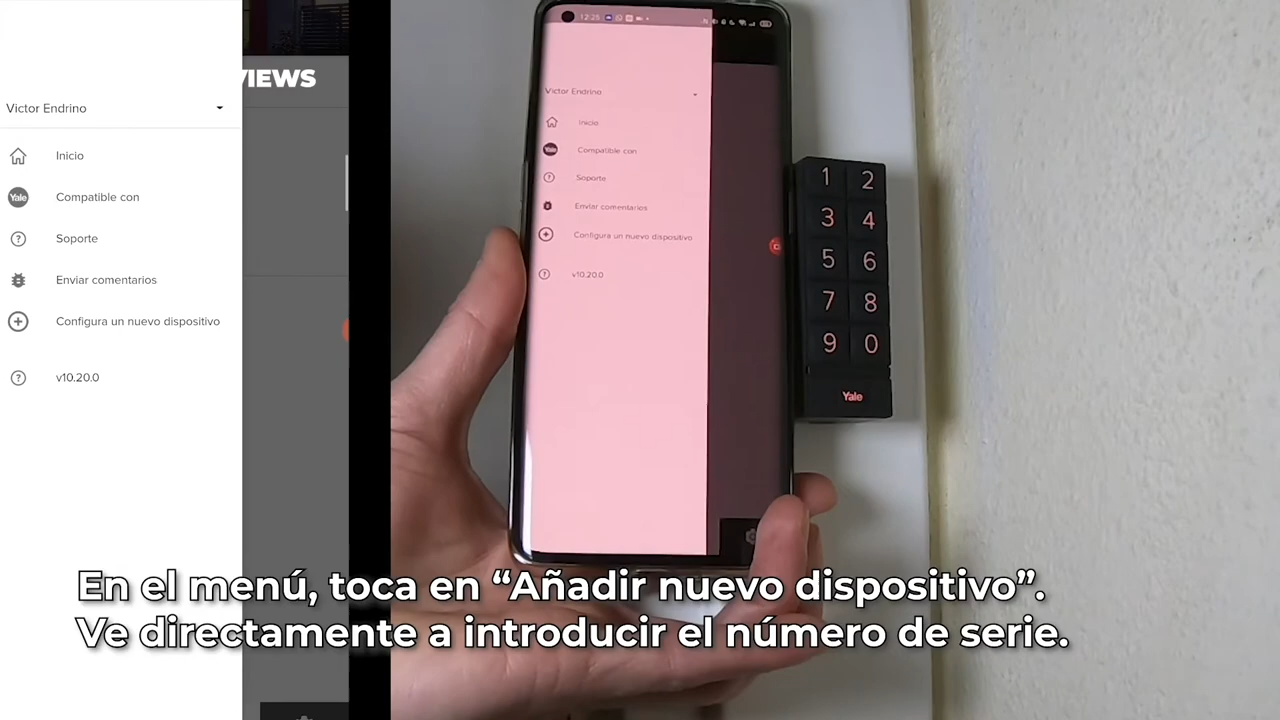 VIEWS
Victor Endrino
Inicio
Yale Compatible con
Soporte
Enviar comentarios
Configura un nuevo dispositivo
v10.20.0
12:25
Victor Endrino
Inicio
Yale Compatible con
Soporte
Enviar comentarios
Configura un nuevo dispositivo
v10.20.0
1 2
3 4
5 6
7 8
9 0
Yale
En el menú, toca en “Añadir nuevo dispositivo”.
Ve directamente a introducir el número de serie.